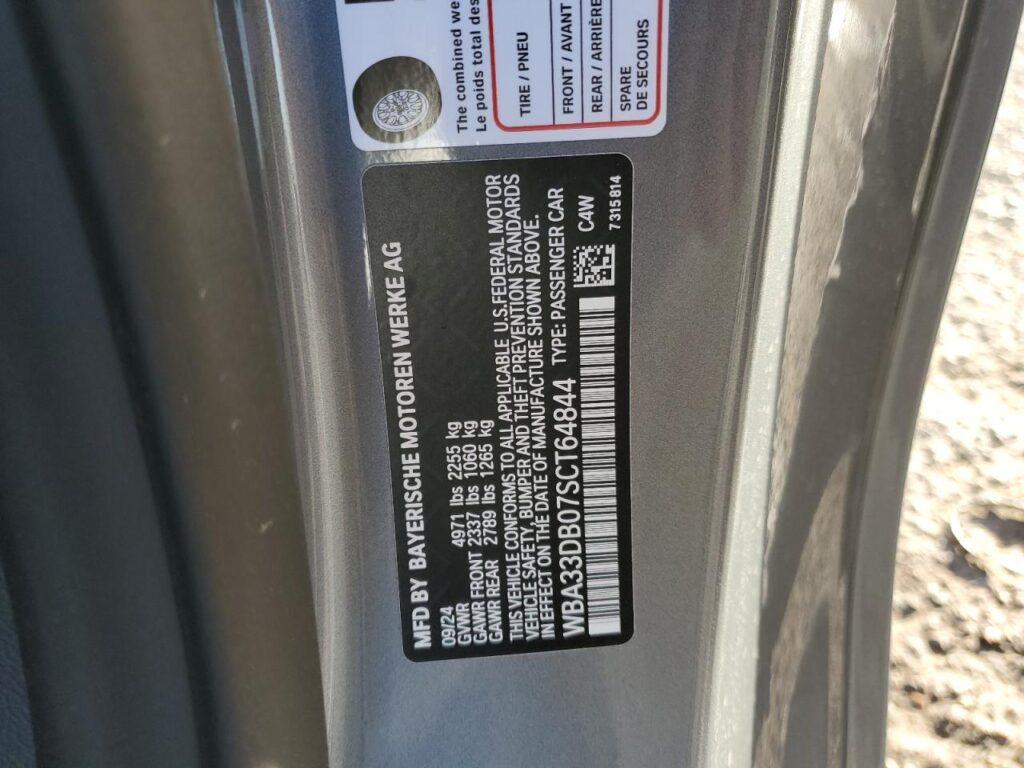 MFD BY BAYERISCHE MOTOREN WERKE AG
09/24
GVWR 4971 lbs 2255 kg
GAWR FRONT 2337 lbs 1060 kg
GAWR REAR 2789 lbs 1265 kg
THIS VEHICLE CONFORMS TO ALL APPLICABLE U.S.FEDERAL MOTOR
VEHICLE SAFETY, BUMPER AND THEFT PREVENTION STANDARDS
IN EFFECT ON THE DATE OF MANUFACTURE SHOWN ABOVE.
WBA33DB07SCT64844 TYPE: PASSENGER CAR
C4W
7315814
The combined we
Le poids total des
TIRE / PNEU
FRONT / AVANT
REAR / ARRIÈRE
SPARE
DE SECOURS